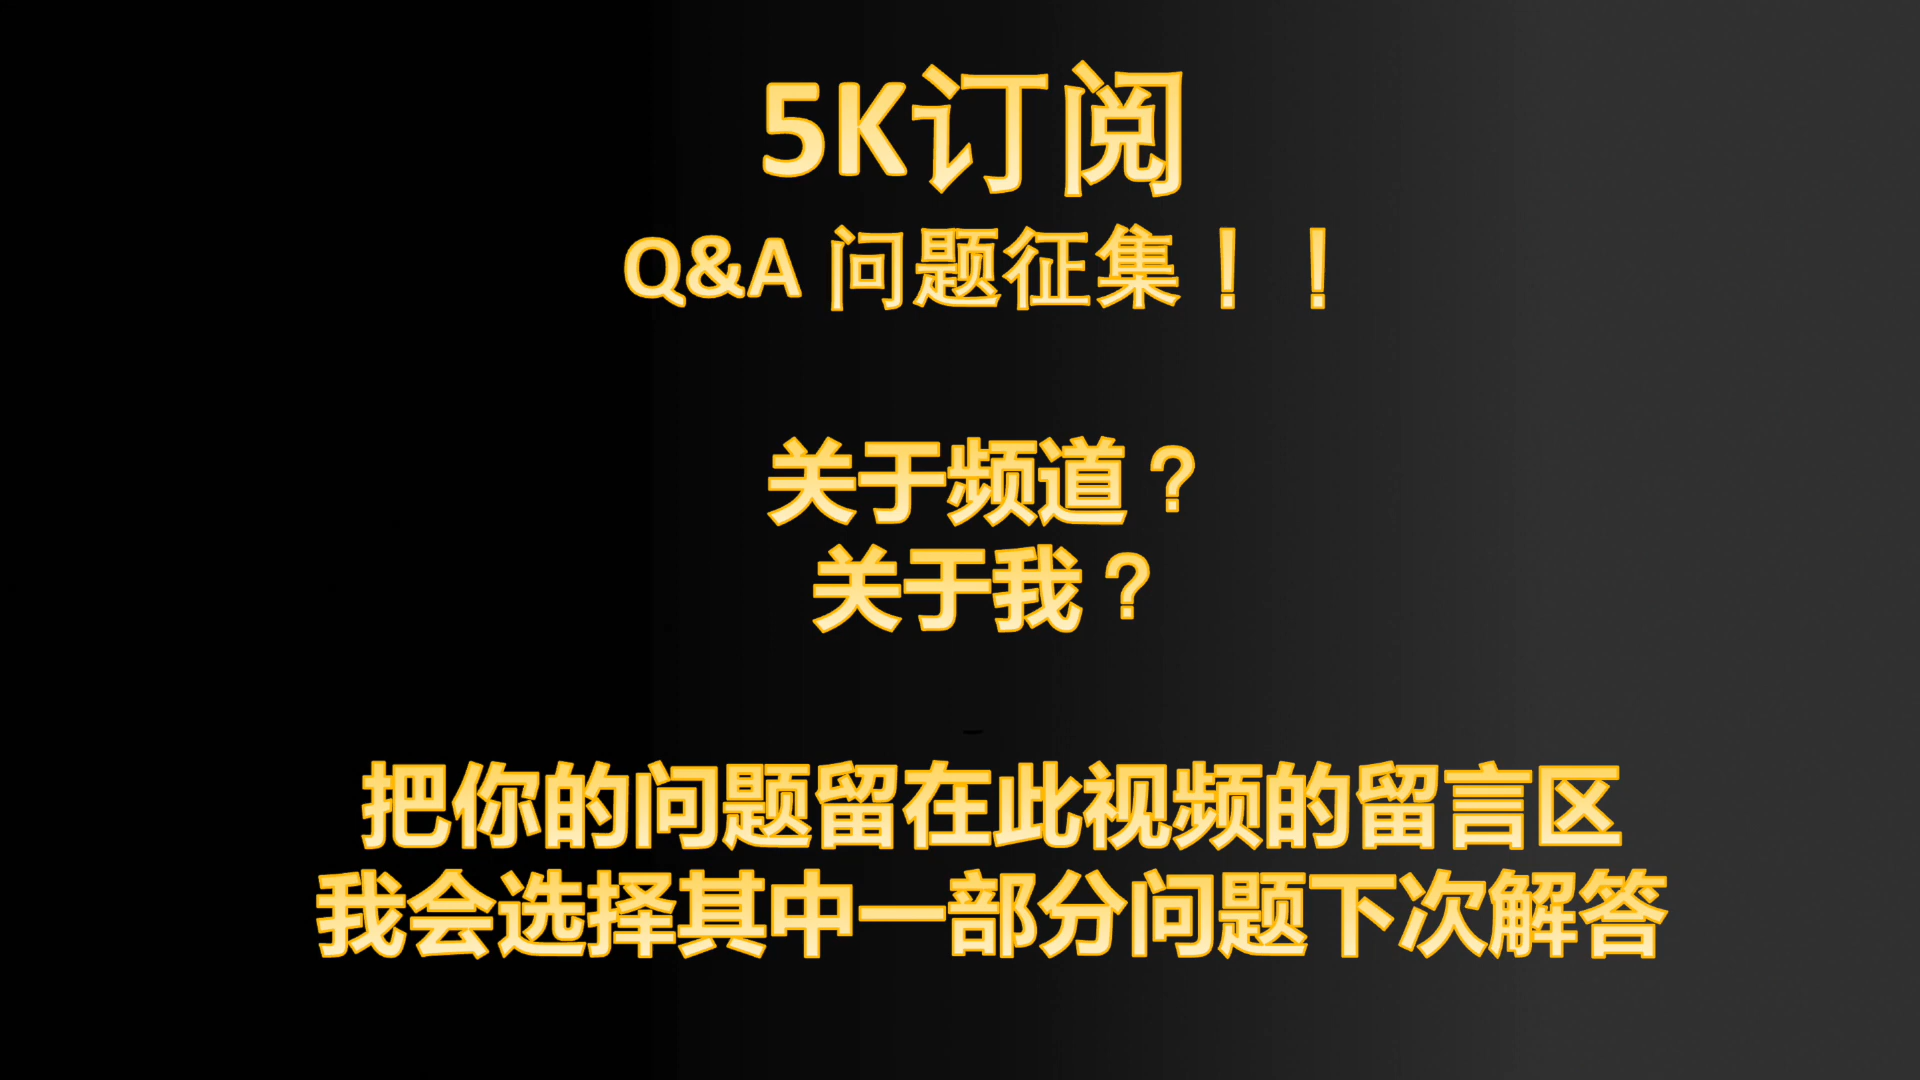 5K订阅
Q&A 问题征集！！
关于频道？
关于我？
把你的问题留在此视频的留言区
我会选择其中一部分问题下次解答